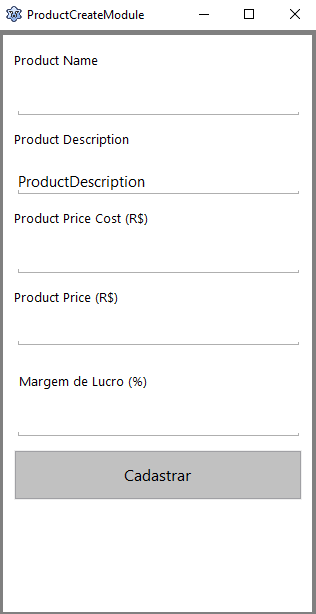 ProductCreateModule
Product Name
Product Description
ProductDescription
Product Price Cost (R$)
Product Price (R$)
Margem de Lucro (%)
Cadastrar